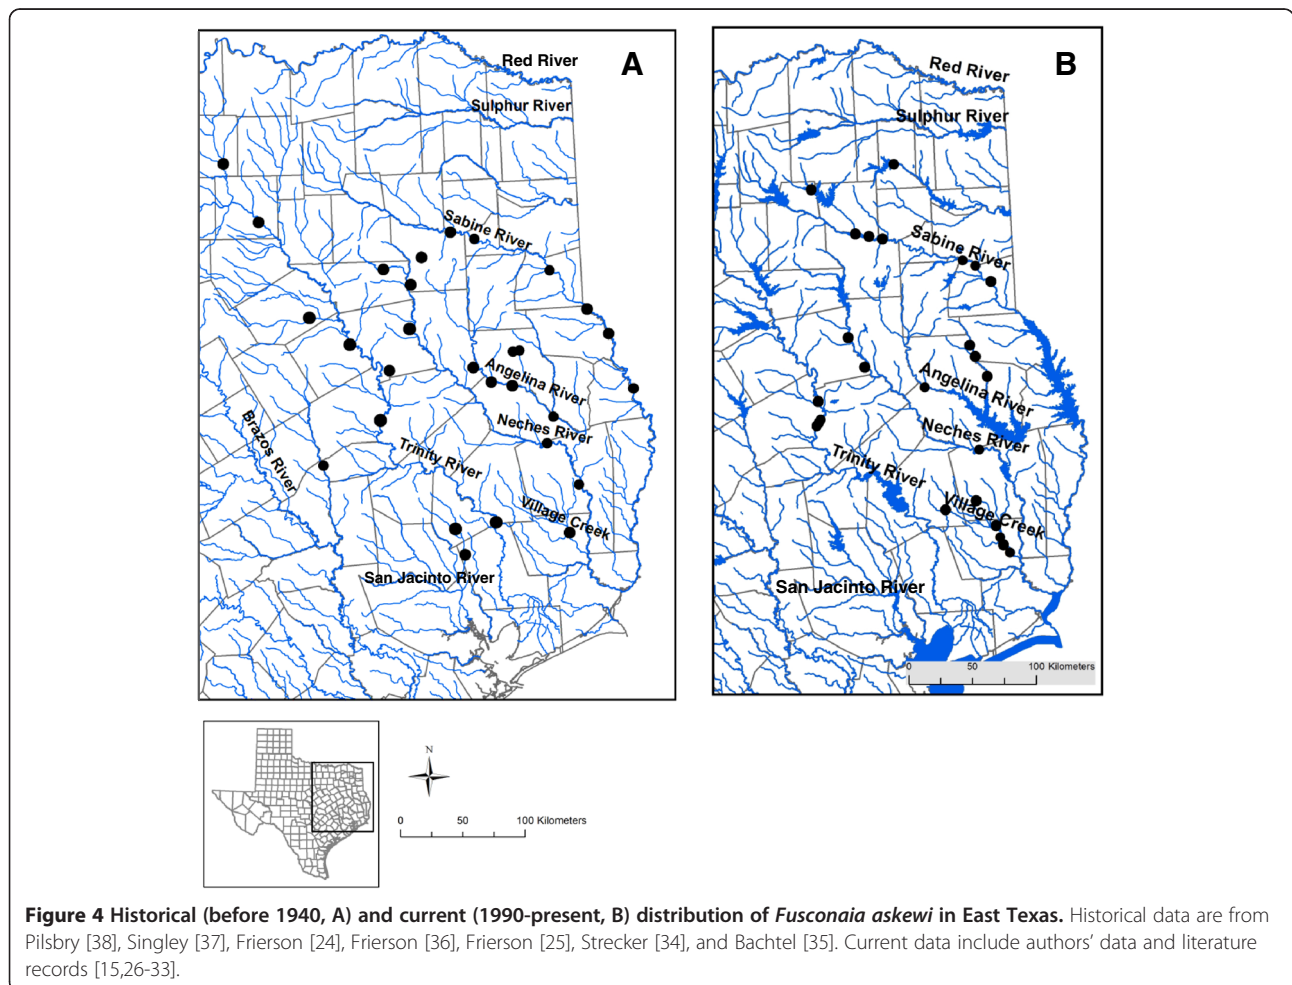 A
Red River
Sulphur River
Sabine River
Angelina River
Neches River
Brazos River
Trinity River
Village Creek
San Jacinto River
B
Red River
Sulphur River
Sabine River
Angelina River
Neches River
Trinity River
Village Creek
San Jacinto River
0 50 100 Kilometers
N
0 50 100 Kilometers
Figure 4 Historical (before 1940, A) and current (1990-present, B) distribution of Fusconaia askewi in East Texas. Historical data are from
Pilsbry [38], Singley [37], Frierson [24], Frierson [36], Frierson [25], Strecker [34], and Bachtel [35]. Current data include authors’ data and literature
records [15,26-33].